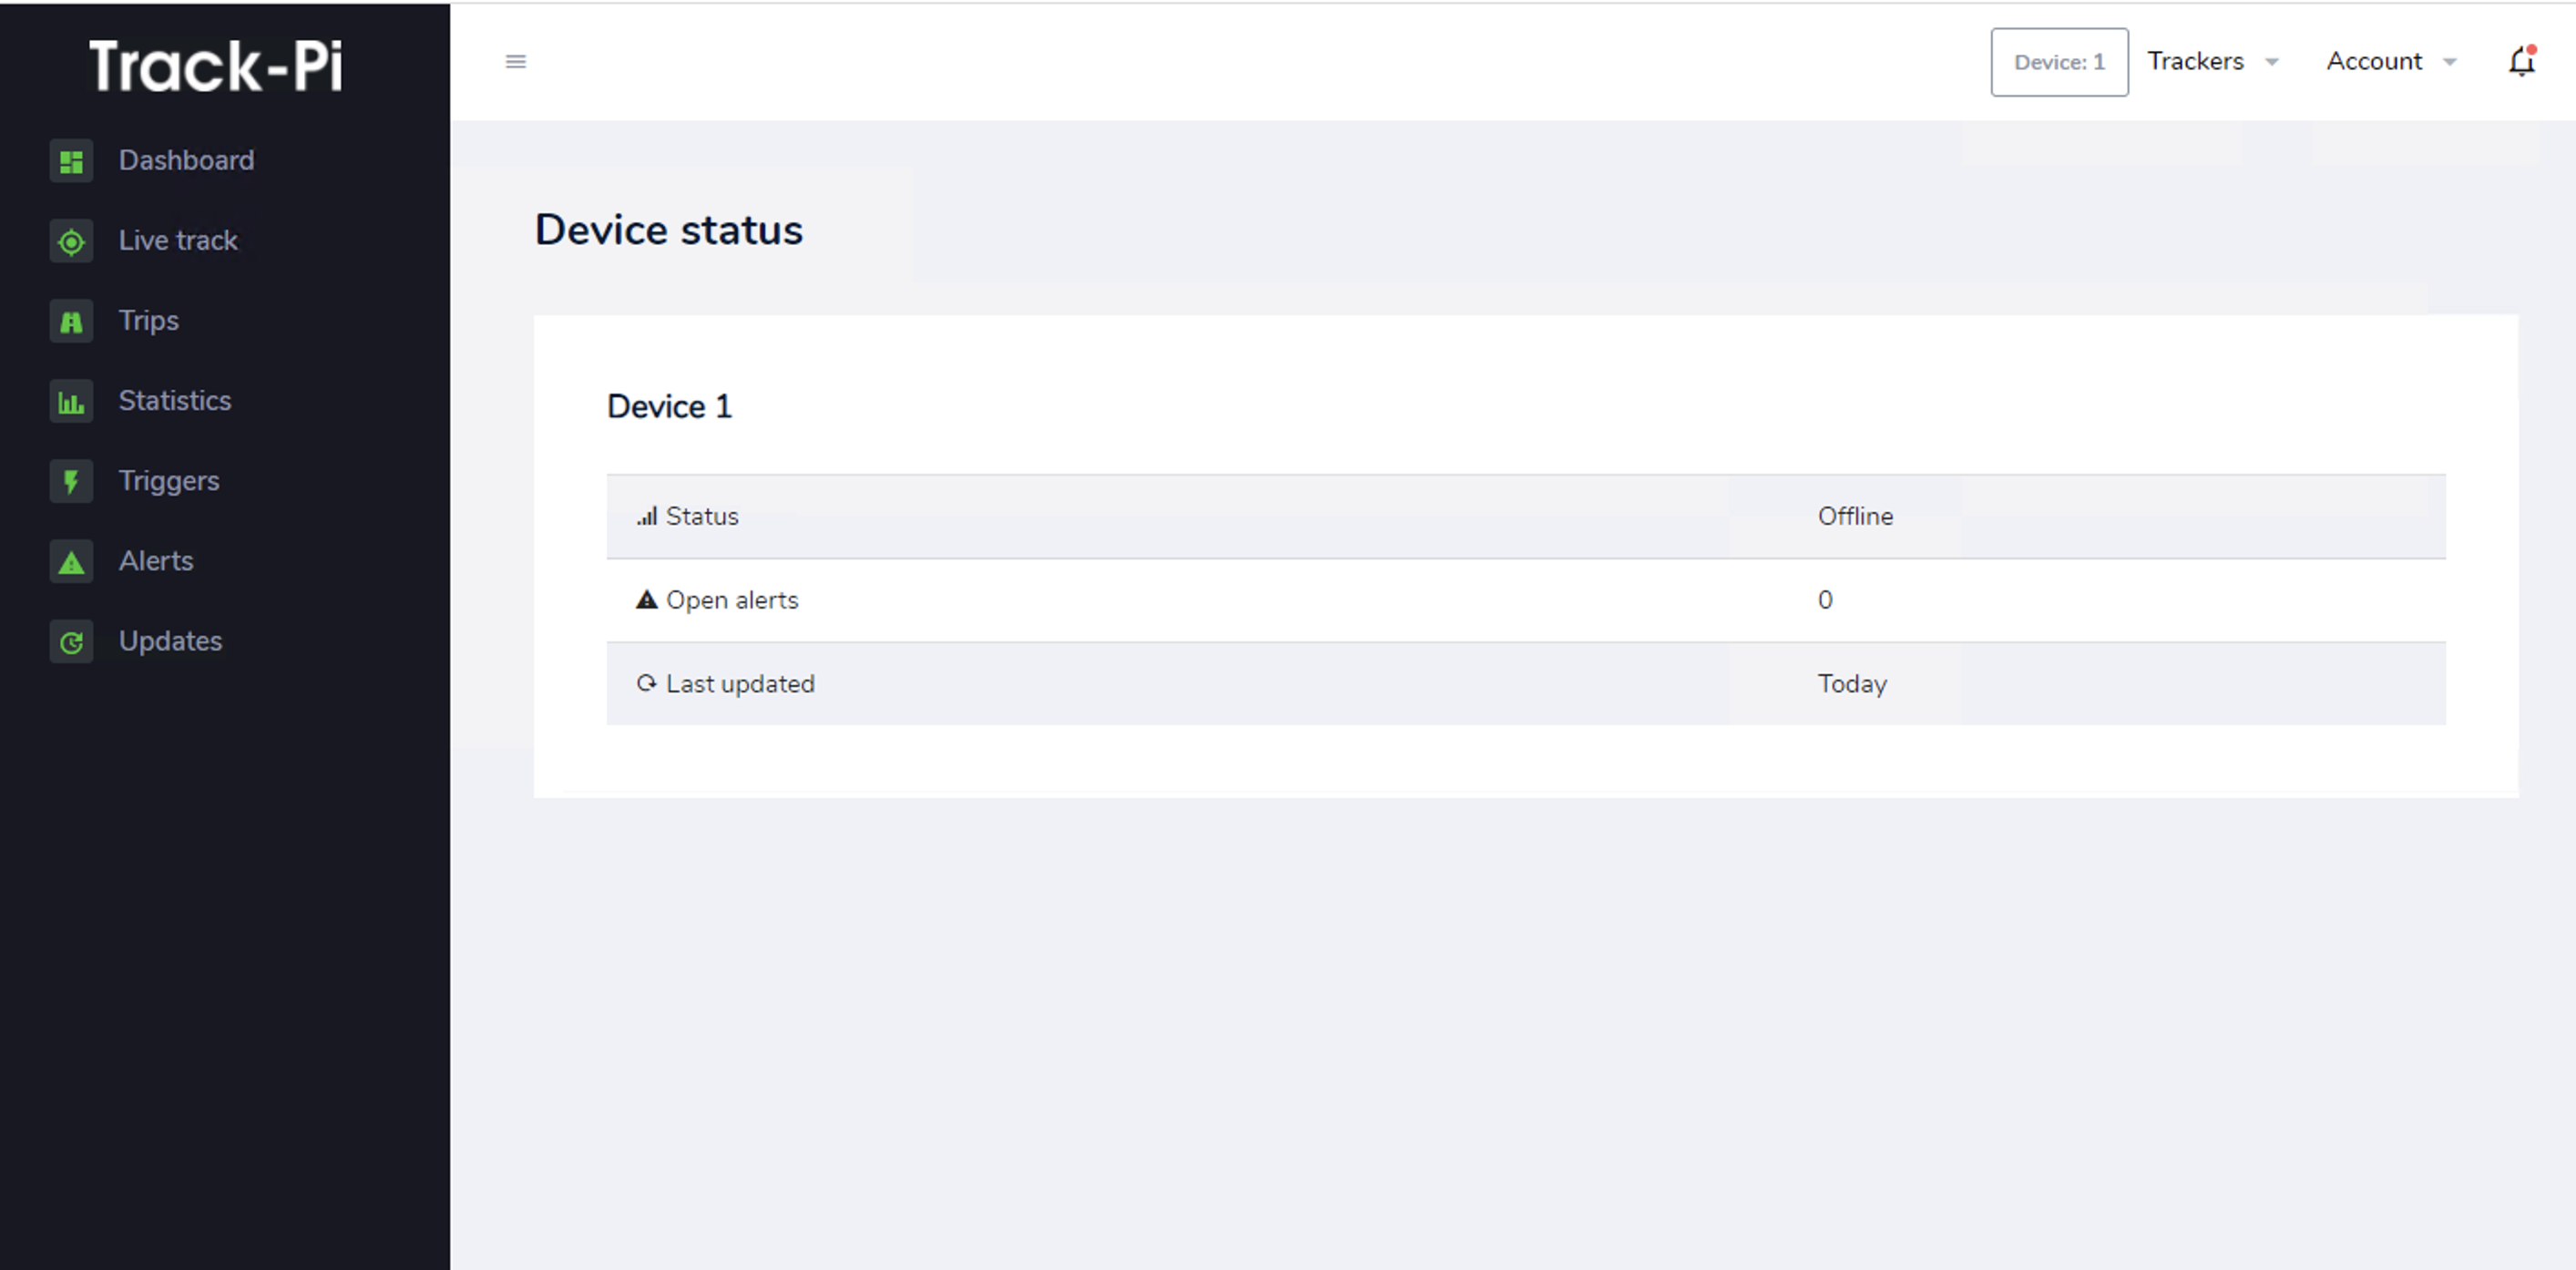 Track-Pi
Dashboard
Live track
Trips
Statistics
Triggers
Alerts
Updates
Device: 1
Trackers
Account
Device status
Device 1
Status Offline
Open alerts 0
Last updated Today